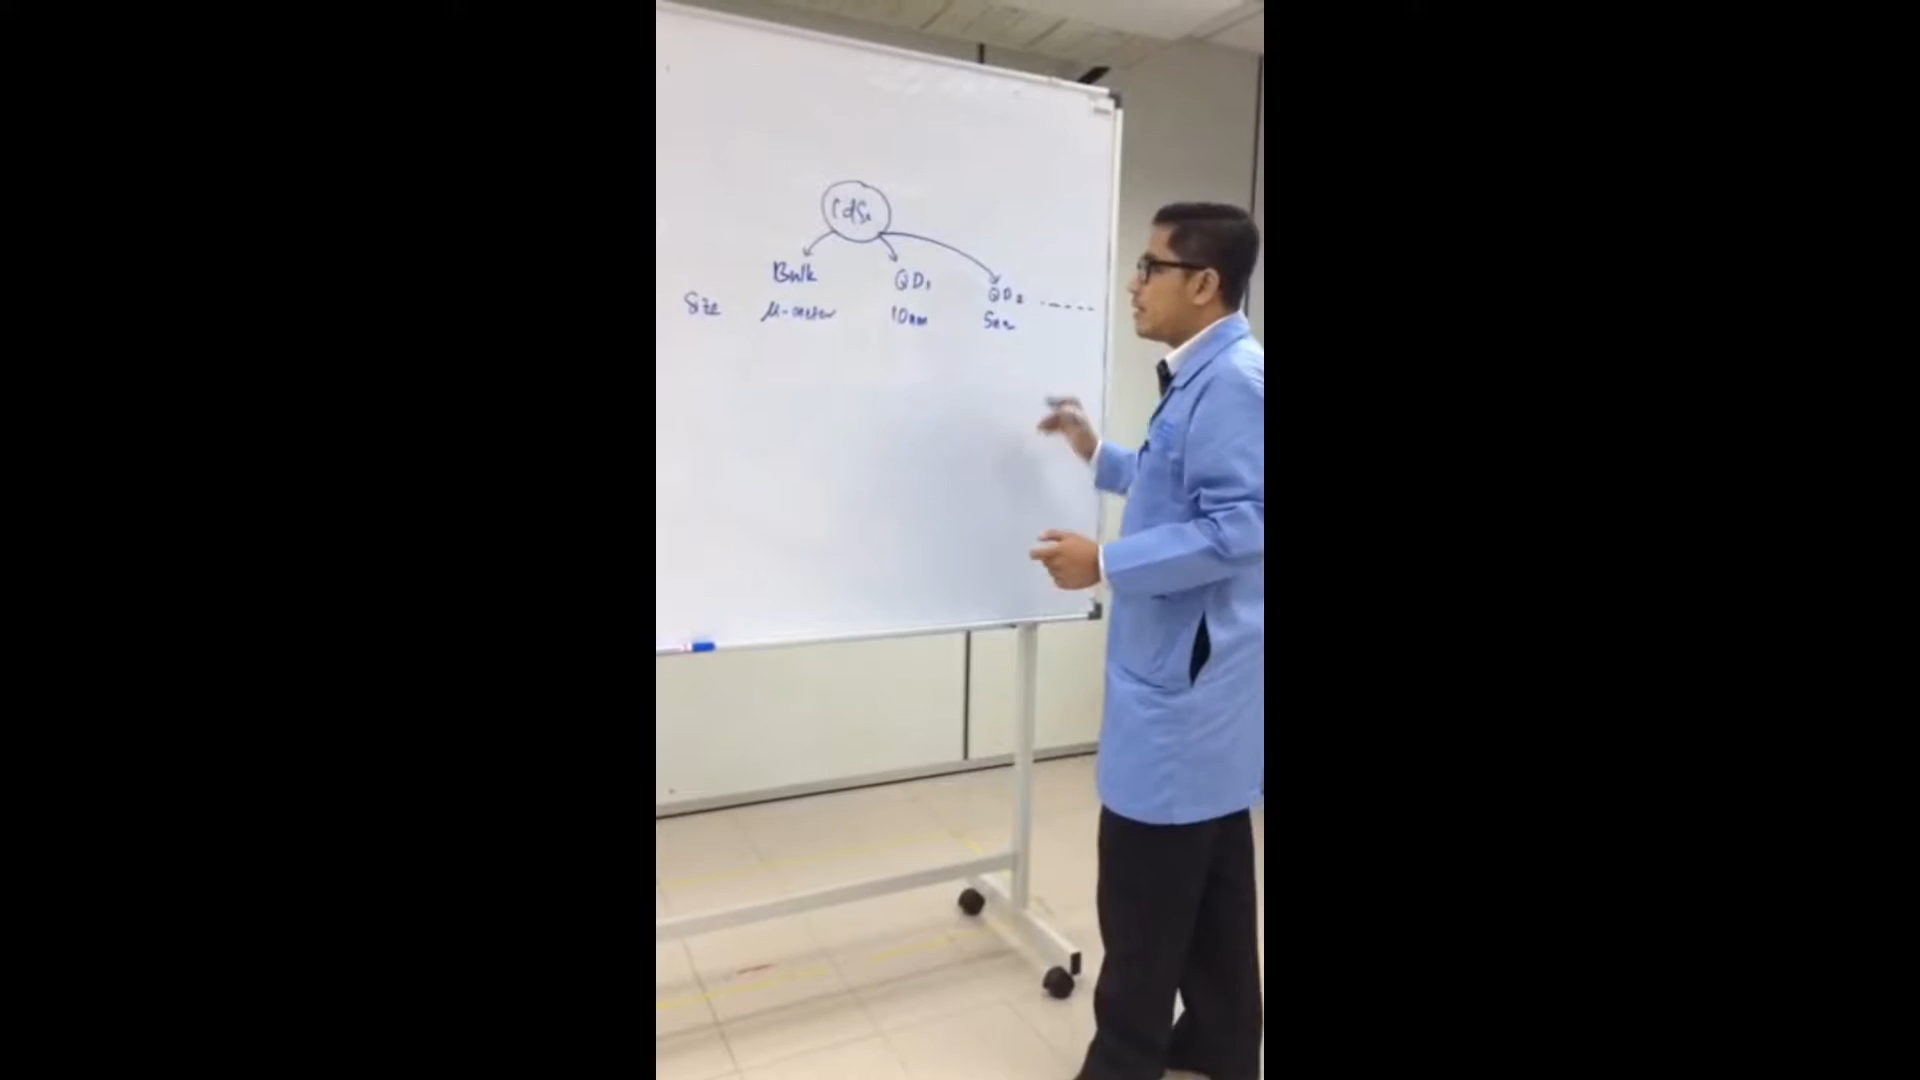 CdSe
Bulk QD1 QD2 -----
Size μ-meter 10nm 5nm